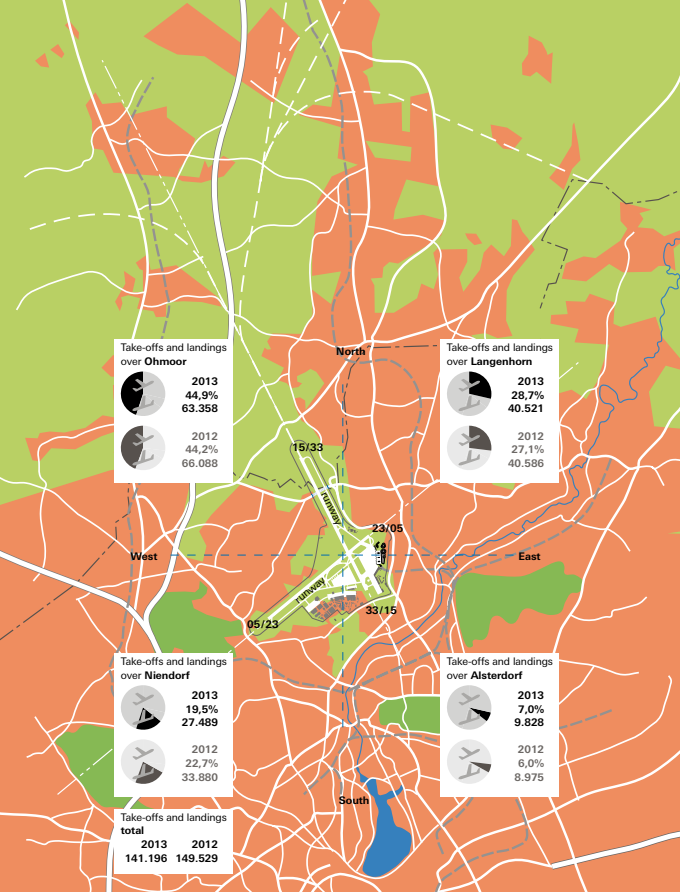 North
Take-offs and landings
over Ohmoor
2013
44,9%
63.358
2012
44,2%
66.088
Take-offs and landings
over Langenhorn
2013
28,7%
40.521
2012
27,1%
40.586
15/33
runway
23/05
West
East
runway
33/15
05/23
Take-offs and landings
over Niendorf
2013
19,5%
27.489
2012
22,7%
33.880
Take-offs and landings
over Alsterdorf
2013
7,0%
9.828
2012
6,0%
8.975
South
Take-offs and landings
total
2013 2012
141.196 149.529